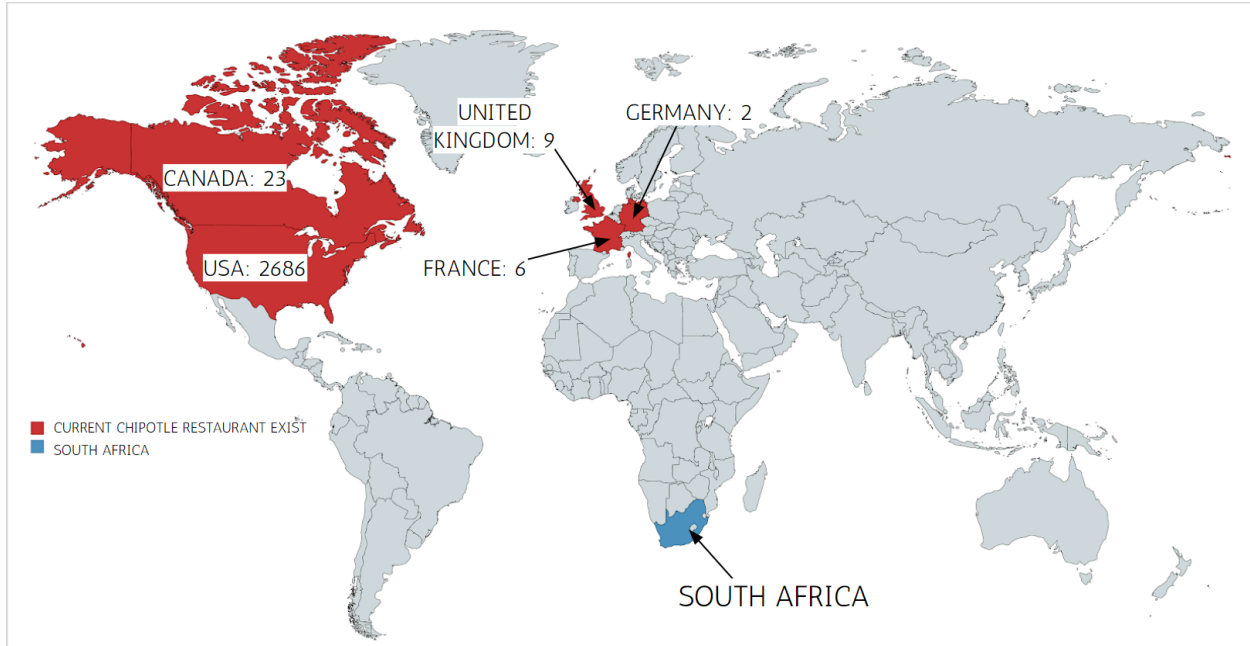 UNITED
KINGDOM: 9
GERMANY: 2
CANADA: 23
USA: 2686
FRANCE: 6
CURRENT CHIPOTLE RESTAURANT EXIST
SOUTH AFRICA
SOUTH AFRICA